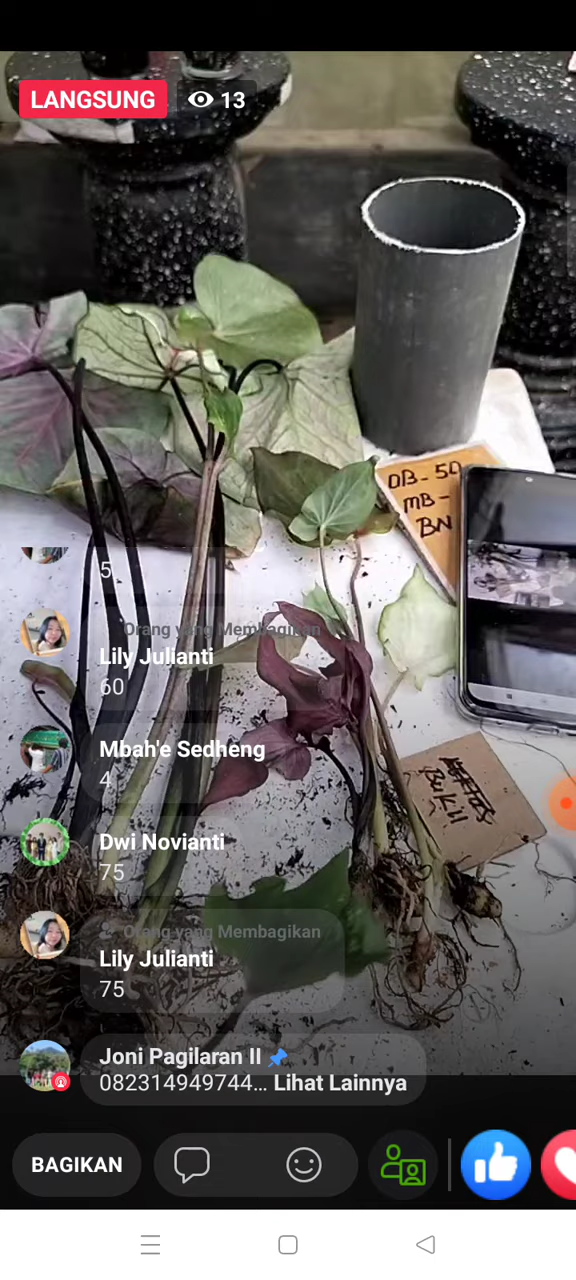 LANGSUNG
13
OB-50
MB-
BN
5
Orang yang Membagikan
Lily Julianti
60
Mbah'e Sedheng
4
Dwi Novianti
75
Orang yang Membagikan
Lily Julianti
75
Joni Pagilaran II
082314949744... Lihat Lainnya
BAGIKAN